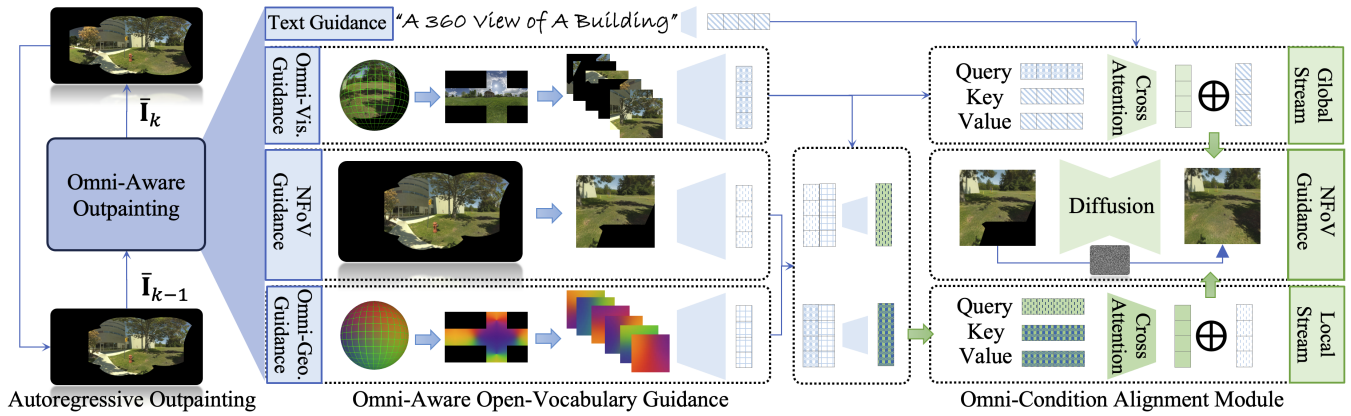 Text Guidance
“A 360 View of A Building”
Omni-Vis.
Guidance
NFoV
Guidance
Omni-Geo.
Guidance
Īₖ
Omni-Aware
Outpainting
Īₖ₋₁
Query
Key
Value
Cross
Attention
Global
Stream
Diffusion
NFoV
Guidance
Query
Key
Value
Cross
Attention
Local
Stream
Autoregressive Outpainting
Omni-Aware Open-Vocabulary Guidance
Omni-Condition Alignment Module